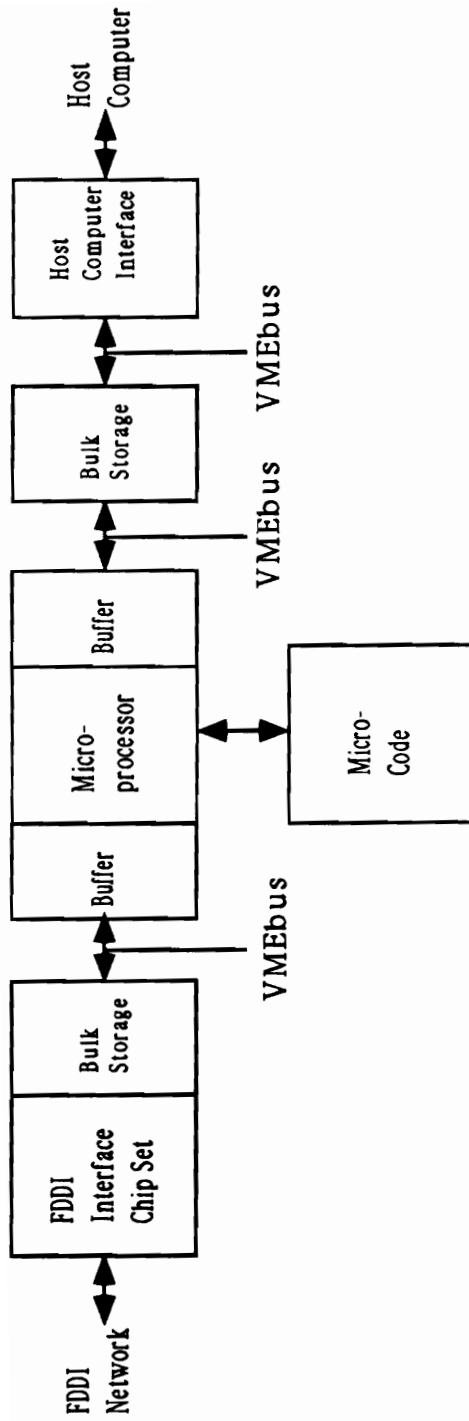 FDDI
Network
FDDI
Interface
Chip Set
Bulk
Storage
VMEbus
Buffer
Micro-
processor
Buffer
Micro-
Code
VMEbus
Bulk
Storage
VMEbus
Host
Computer
Interface
Host
Computer